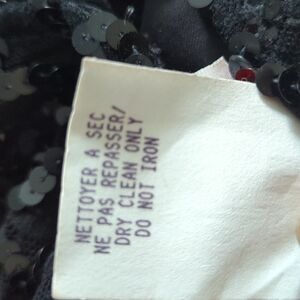 NETTOYER A SEC
NE PAS REPASSER/
DRY CLEAN ONLY
DO NOT IRON